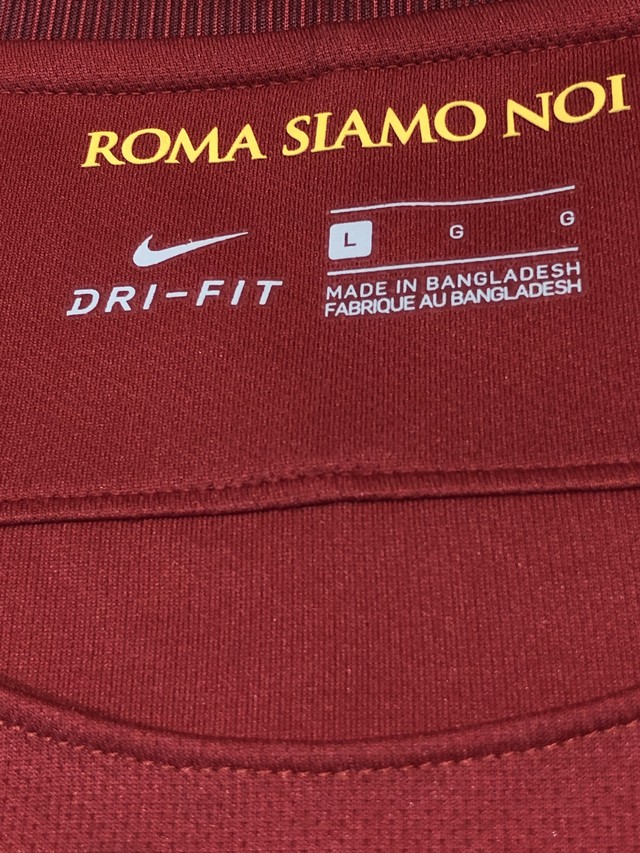 ROMA SIAMO NOI
DRI-FIT
L G G
MADE IN BANGLADESH
FABRIQUE AU BANGLADESH